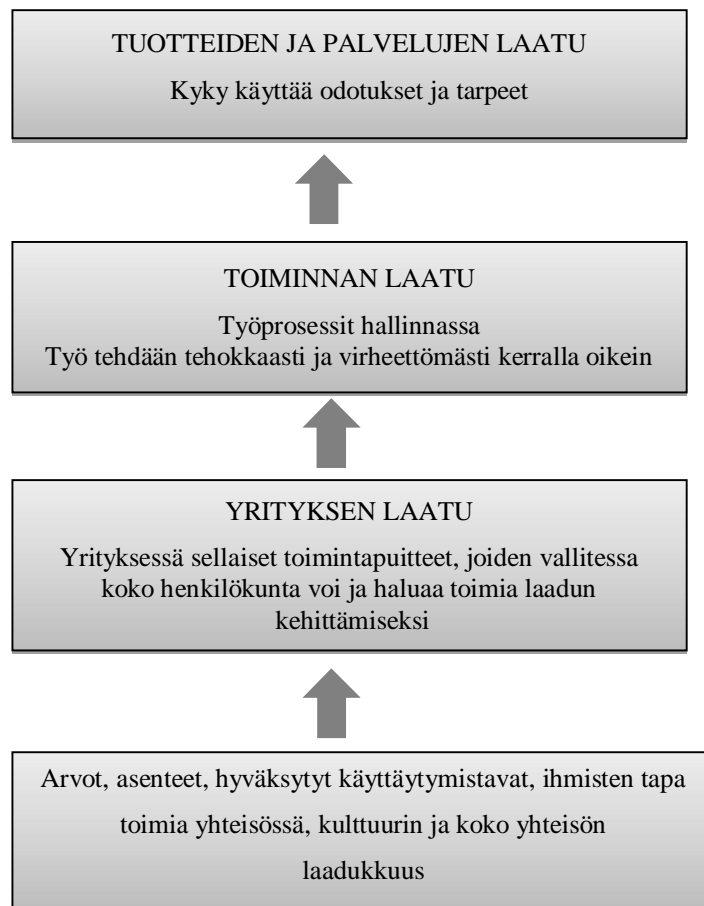 TUOTTEIDEN JA PALVELUJEN LAATU
Kyky käyttää odotukset ja tarpeet
TOIMINNAN LAATU
Työprosessit hallinnassa
Työ tehdään tehokkaasti ja virheettömästi kerralla oikein
YRITYKSEN LAATU
Yrityksessä sellaiset toimintapuitteet, joiden vallitessa
koko henkilökunta voi ja haluaa toimia laadun
kehittämiseksi
Arvot, asenteet, hyväksytyt käyttäytymistavat, ihmisten tapa
toimia yhteisössä, kulttuurin ja koko yhteisön
laadukkuus